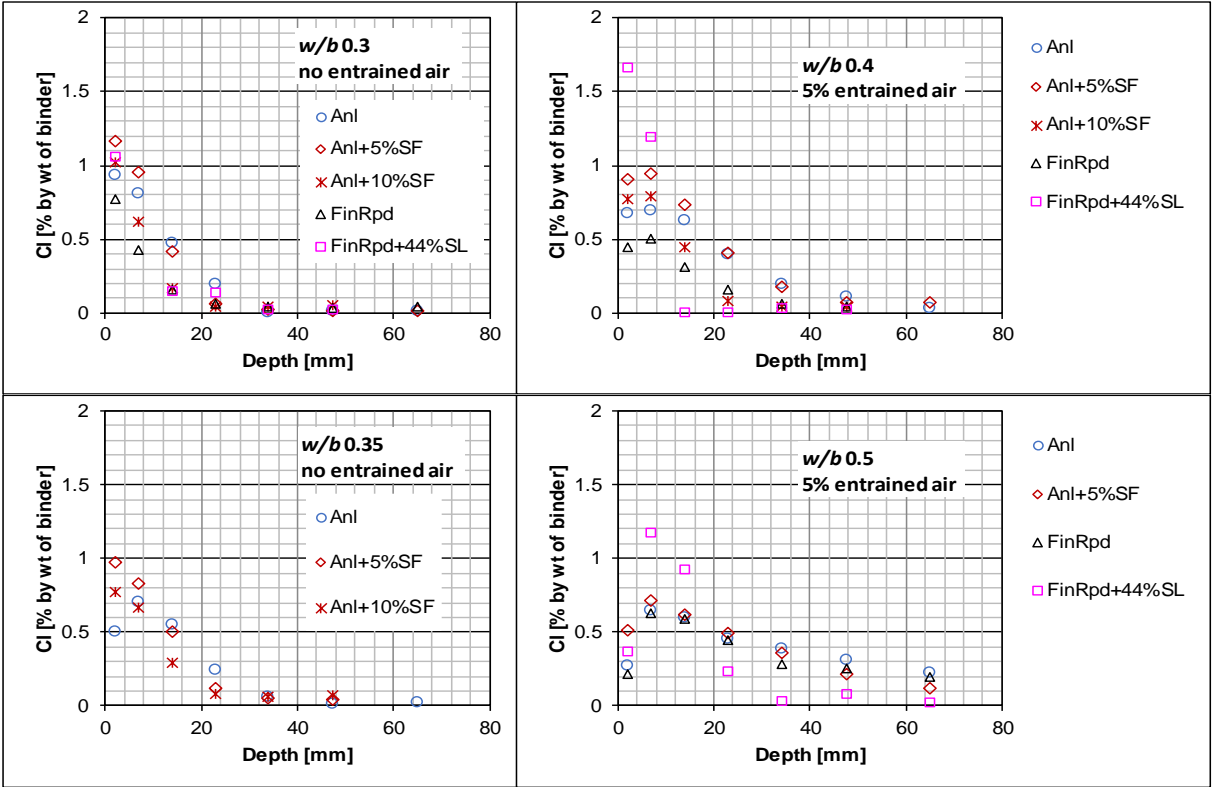 Cl [% by wt of binder]
2
1.5
1
0.5
0
0 20 40 60 80
Depth [mm]
w/b 0.3
no entrained air
Anl
Anl+5%SF
Anl+10%SF
FinRpd
FinRpd+44%SL
Cl [% by wt of binder]
2
1.5
1
0.5
0
0 20 40 60 80
Depth [mm]
w/b 0.4
5% entrained air
Anl
Anl+5%SF
Anl+10%SF
FinRpd
FinRpd+44%SL
Cl [% by wt of binder]
2
1.5
1
0.5
0
0 20 40 60 80
Depth [mm]
w/b 0.35
no entrained air
Anl
Anl+5%SF
Anl+10%SF
Cl [% by wt of binder]
2
1.5
1
0.5
0
0 20 40 60 80
Depth [mm]
w/b 0.5
5% entrained air
Anl
Anl+5%SF
FinRpd
FinRpd+44%SL